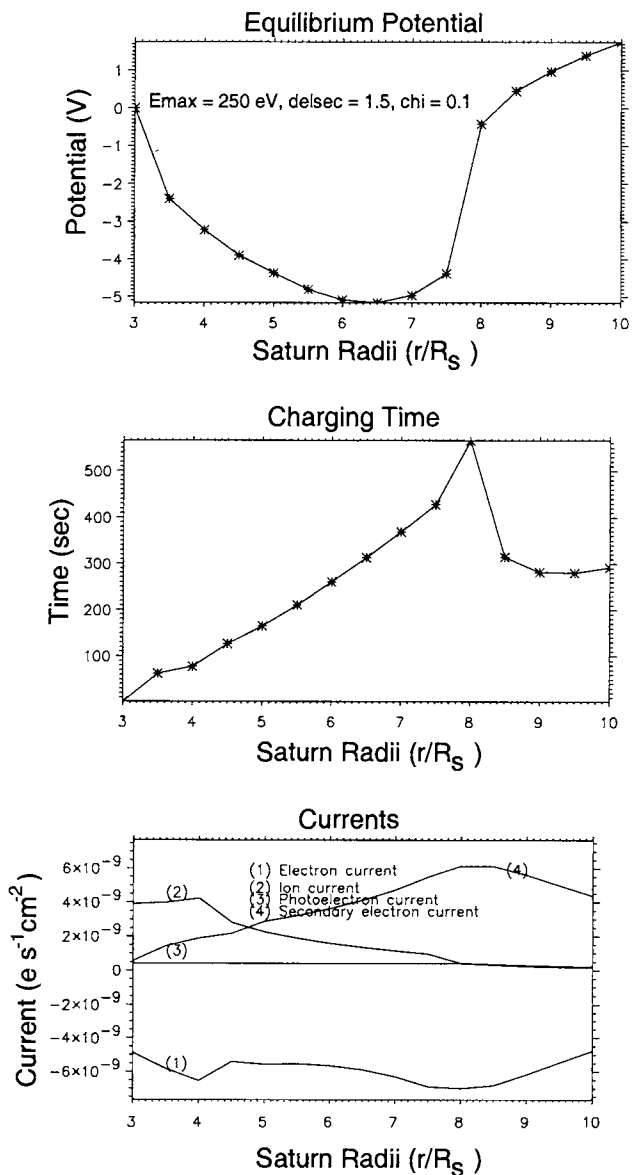 Equilibrium Potential
Potential (V)
1
0
-1
-2
-3
-4
-5
Emax = 250 eV, delsec = 1.5, chi = 0.1
3 4 5 6 7 8 9 10
Saturn Radii (r/RS)
Charging Time
Time (sec)
500
400
300
200
100
3 4 5 6 7 8 9 10
Saturn Radii (r/RS)
Currents
Current (e s-1cm-2)
6×10-9
4×10-9
2×10-9
0
-2×10-9
-4×10-9
-6×10-9
(1) Electron current
(2) Ion current
(3) Photoelectron current
(4) Secondary electron current
(2)
(3)
(4)
(1)
3 4 5 6 7 8 9 10
Saturn Radii (r/RS)